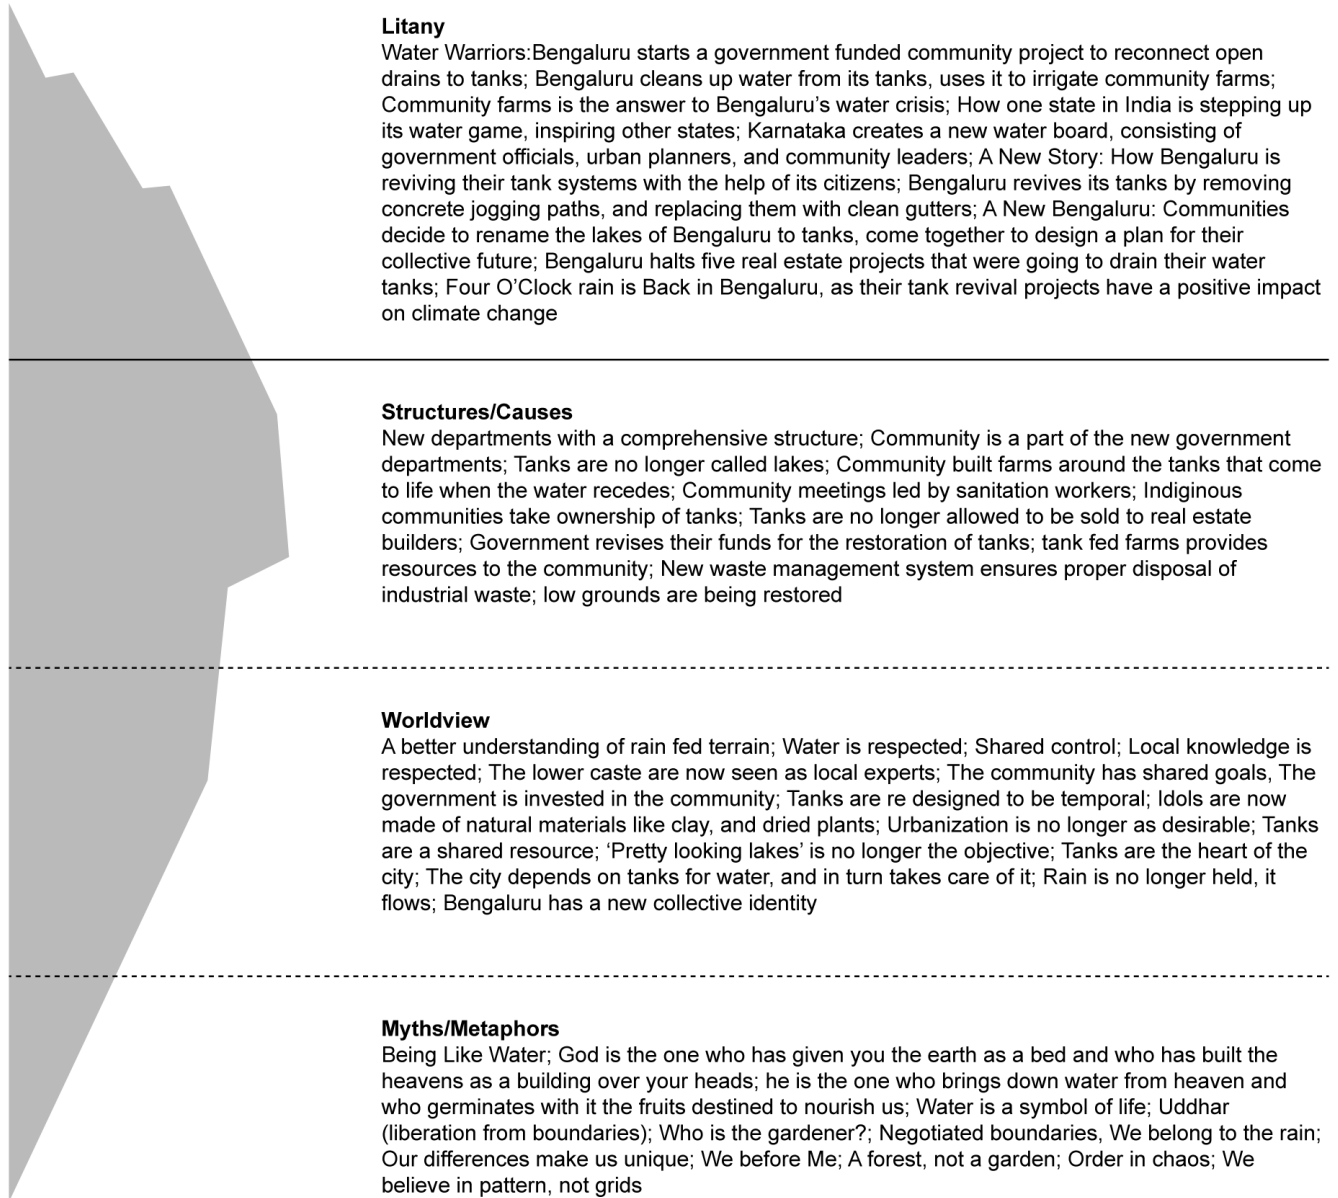 Litany
Water Warriors:Bengaluru starts a government funded community project to reconnect open
drains to tanks; Bengaluru cleans up water from its tanks, uses it to irrigate community farms;
Community farms is the answer to Bengaluru’s water crisis; How one state in India is stepping up
its water game, inspiring other states; Karnataka creates a new water board, consisting of
government officials, urban planners, and community leaders; A New Story: How Bengaluru is
reviving their tank systems with the help of its citizens; Bengaluru revives its tanks by removing
concrete jogging paths, and replacing them with clean gutters; A New Bengaluru: Communities
decide to rename the lakes of Bengaluru to tanks, come together to design a plan for their
collective future; Bengaluru halts five real estate projects that were going to drain their water
tanks; Four O’Clock rain is Back in Bengaluru, as their tank revival projects have a positive impact
on climate change
Structures/Causes
New departments with a comprehensive structure; Community is a part of the new government
departments; Tanks are no longer called lakes; Community built farms around the tanks that come
to life when the water recedes; Community meetings led by sanitation workers; Indiginous
communities take ownership of tanks; Tanks are no longer allowed to be sold to real estate
builders; Government revises their funds for the restoration of tanks; tank fed farms provides
resources to the community; New waste management system ensures proper disposal of
industrial waste; low grounds are being restored
Worldview
A better understanding of rain fed terrain; Water is respected; Shared control; Local knowledge is
respected; The lower caste are now seen as local experts; The community has shared goals, The
government is invested in the community; Tanks are re designed to be temporal; Idols are now
made of natural materials like clay, and dried plants; Urbanization is no longer as desirable; Tanks
are a shared resource; ‘Pretty looking lakes’ is no longer the objective; Tanks are the heart of the
city; The city depends on tanks for water, and in turn takes care of it; Rain is no longer held, it
flows; Bengaluru has a new collective identity
Myths/Metaphors
Being Like Water; God is the one who has given you the earth as a bed and who has built the
heavens as a building over your heads; he is the one who brings down water from heaven and
who germinates with it the fruits destined to nourish us; Water is a symbol of life; Uddhar
(liberation from boundaries); Who is the gardener?; Negotiated boundaries, We belong to the rain;
Our differences make us unique; We before Me; A forest, not a garden; Order in chaos; We
believe in pattern, not grids